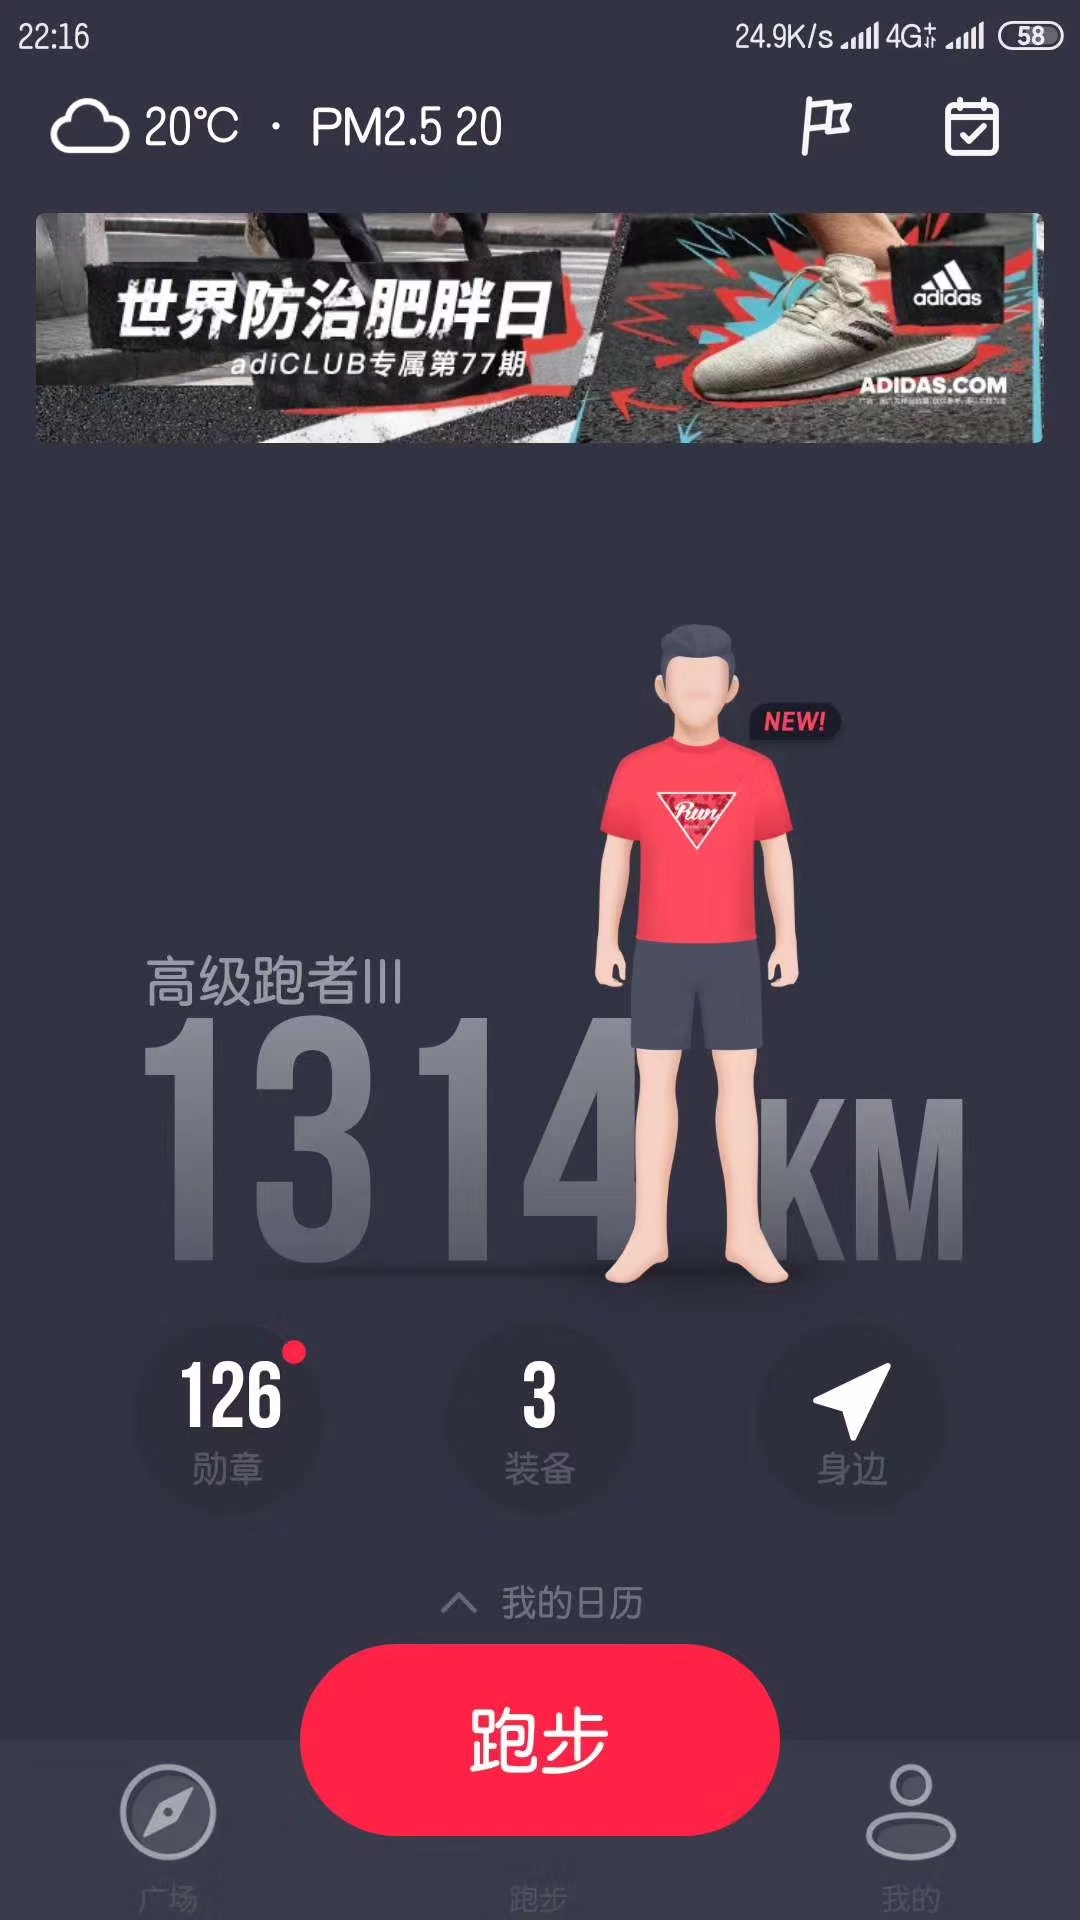 22:16
24.9K/s 4G 58
20℃ · PM2.5 20
世界防治肥胖日
adiCLUB专属第77期
adidas
ADIDAS.COM
NEW!
Run
高级跑者III
1314 KM
126
勋章
3
装备
身边
我的日历
跑步
广场
跑步
我的